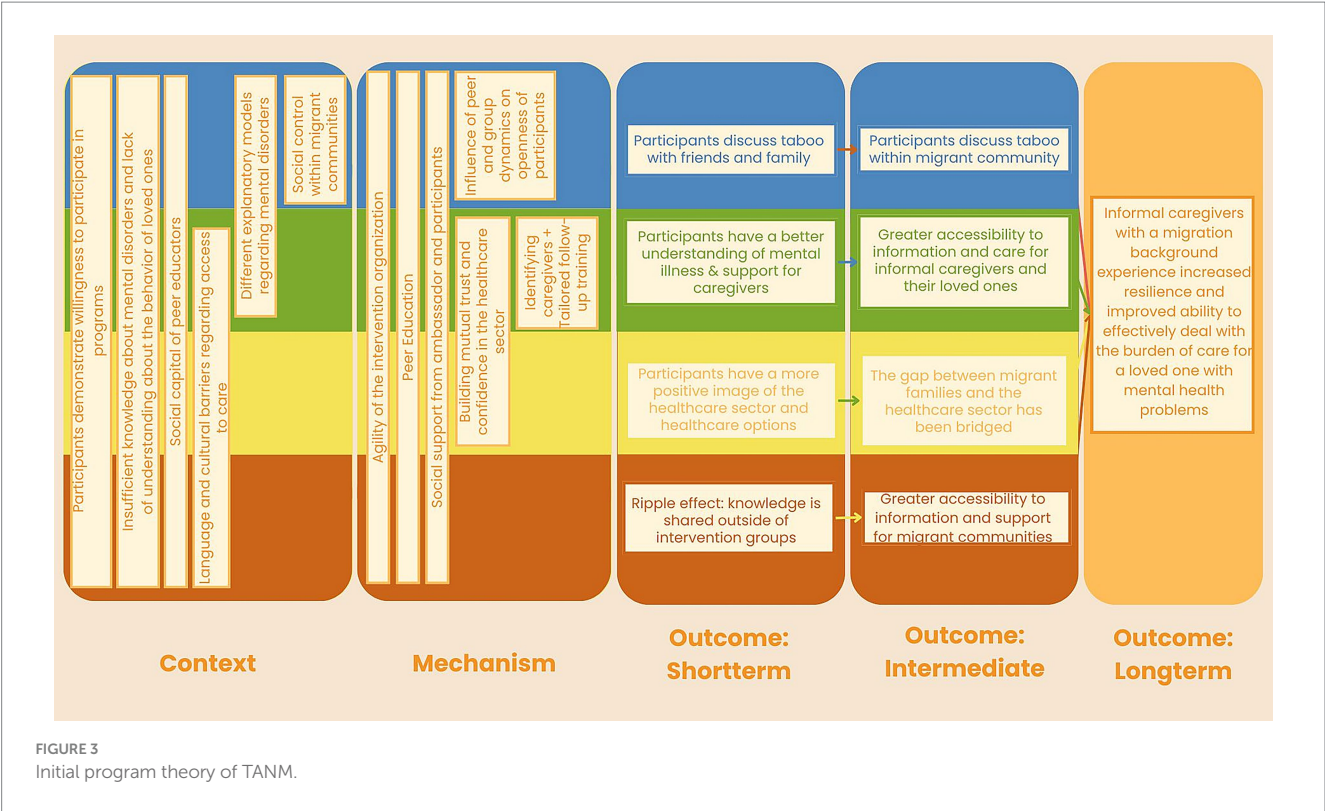 Participants demonstrate willingness to participate in
programs
Insufficient knowledge about mental disorders and lack
of understanding about the behavior of loved ones
Social capital of peer educators
Language and cultural barriers regarding access
to care
Different explanatory models
regarding mental disorders
Social control
within migrant
communities
Agility of the intervention organization
Peer Education
Social support from ambassador and participants
Influence of peer
and group
dynamics on
openness of
participants
Building mutual trust and
confidence in the healthcare
sector
Identifying
caregivers +
Tailored follow-
up training
Participants discuss taboo
with friends and family
Participants discuss taboo
within migrant community
Participants have a better
understanding of mental
illness & support for
caregivers
Greater accessibility to
information and care for
informal caregivers and
their loved ones
Participants have a more
positive image of the
healthcare sector and
healthcare options
The gap between migrant
families and the
healthcare sector has
been bridged
Ripple effect: knowledge is
shared outside of
intervention groups
Greater accessibility to
information and support
for migrant communities
Informal caregivers
with a migration
background
experience increased
resilience and
improved ability to
effectively deal with
the burden of care for
a loved one with
mental health
problems
Context
Mechanism
Outcome:
Shortterm
Outcome:
Intermediate
Outcome:
Longterm
FIGURE 3
Initial program theory of TANM.